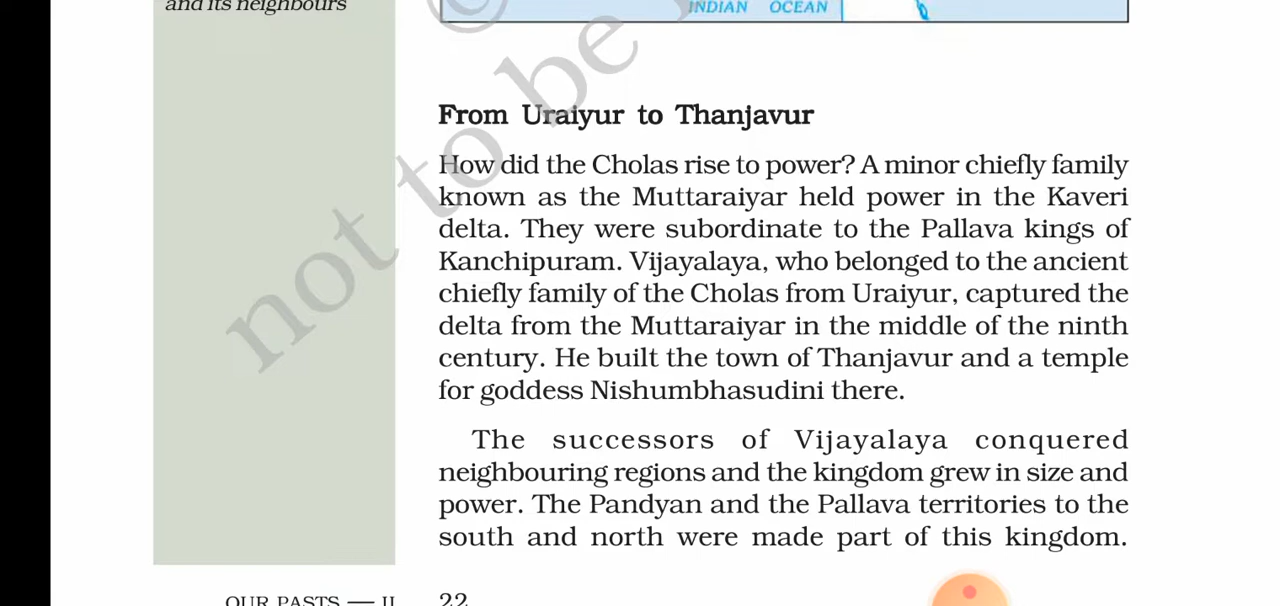 and its neighbours
INDIAN OCEAN
From Uraiyur to Thanjavur
How did the Cholas rise to power? A minor chiefly family
known as the Muttaraiyar held power in the Kaveri
delta. They were subordinate to the Pallava kings of
Kanchipuram. Vijayalaya, who belonged to the ancient
chiefly family of the Cholas from Uraiyur, captured the
delta from the Muttaraiyar in the middle of the ninth
century. He built the town of Thanjavur and a temple
for goddess Nishumbhasudini there.
The successors of Vijayalaya conquered
neighbouring regions and the kingdom grew in size and
power. The Pandyan and the Pallava territories to the
south and north were made part of this kingdom.
OUR PASTS — II 22
not to be